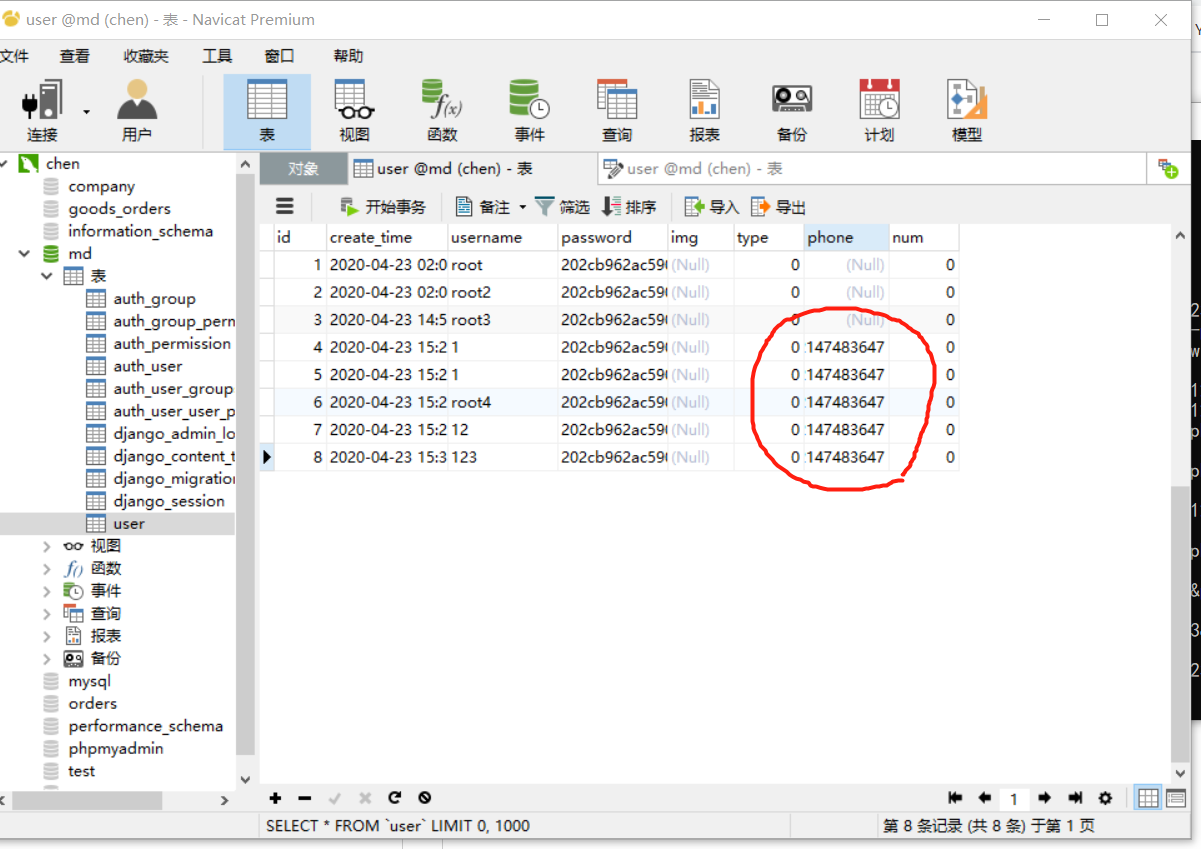 user @md (chen) - 表 - Navicat Premium
文件 查看 收藏夹 工具 窗口 帮助
连接 用户 表 视图 f(x) 函数 事件 查询 报表 备份 计划 模型
对象 user @md (chen) - 表 user @md (chen) - 表
开始事务 备注 筛选 排序 导入 导出
chen
company
goods_orders
information_schema
md
表
auth_group
auth_group_perm
auth_permission
auth_user
auth_user_group
auth_user_user_p
django_admin_lo
django_content_t
django_migration
django_session
user
视图
f() 函数
事件
查询
报表
备份
mysql
orders
performance_schema
phpmyadmin
test
id create_time username password img type phone num
1 2020-04-23 02:0 root 202cb962ac590 (Null) 0 (Null) 0
2 2020-04-23 02:0 root2 202cb962ac590 (Null) 0 (Null) 0
3 2020-04-23 14:5 root3 202cb962ac590 (Null) 0 (Null) 0
4 2020-04-23 15:2 1 202cb962ac590 (Null) 0 147483647 0
5 2020-04-23 15:2 1 202cb962ac590 (Null) 0 147483647 0
6 2020-04-23 15:2 root4 202cb962ac590 (Null) 0 147483647 0
7 2020-04-23 15:2 12 202cb962ac590 (Null) 0 147483647 0
8 2020-04-23 15:3 123 202cb962ac590 (Null) 0 147483647 0
1
SELECT * FROM `user` LIMIT 0, 1000
第 8 条记录 (共 8 条) 于第 1 页